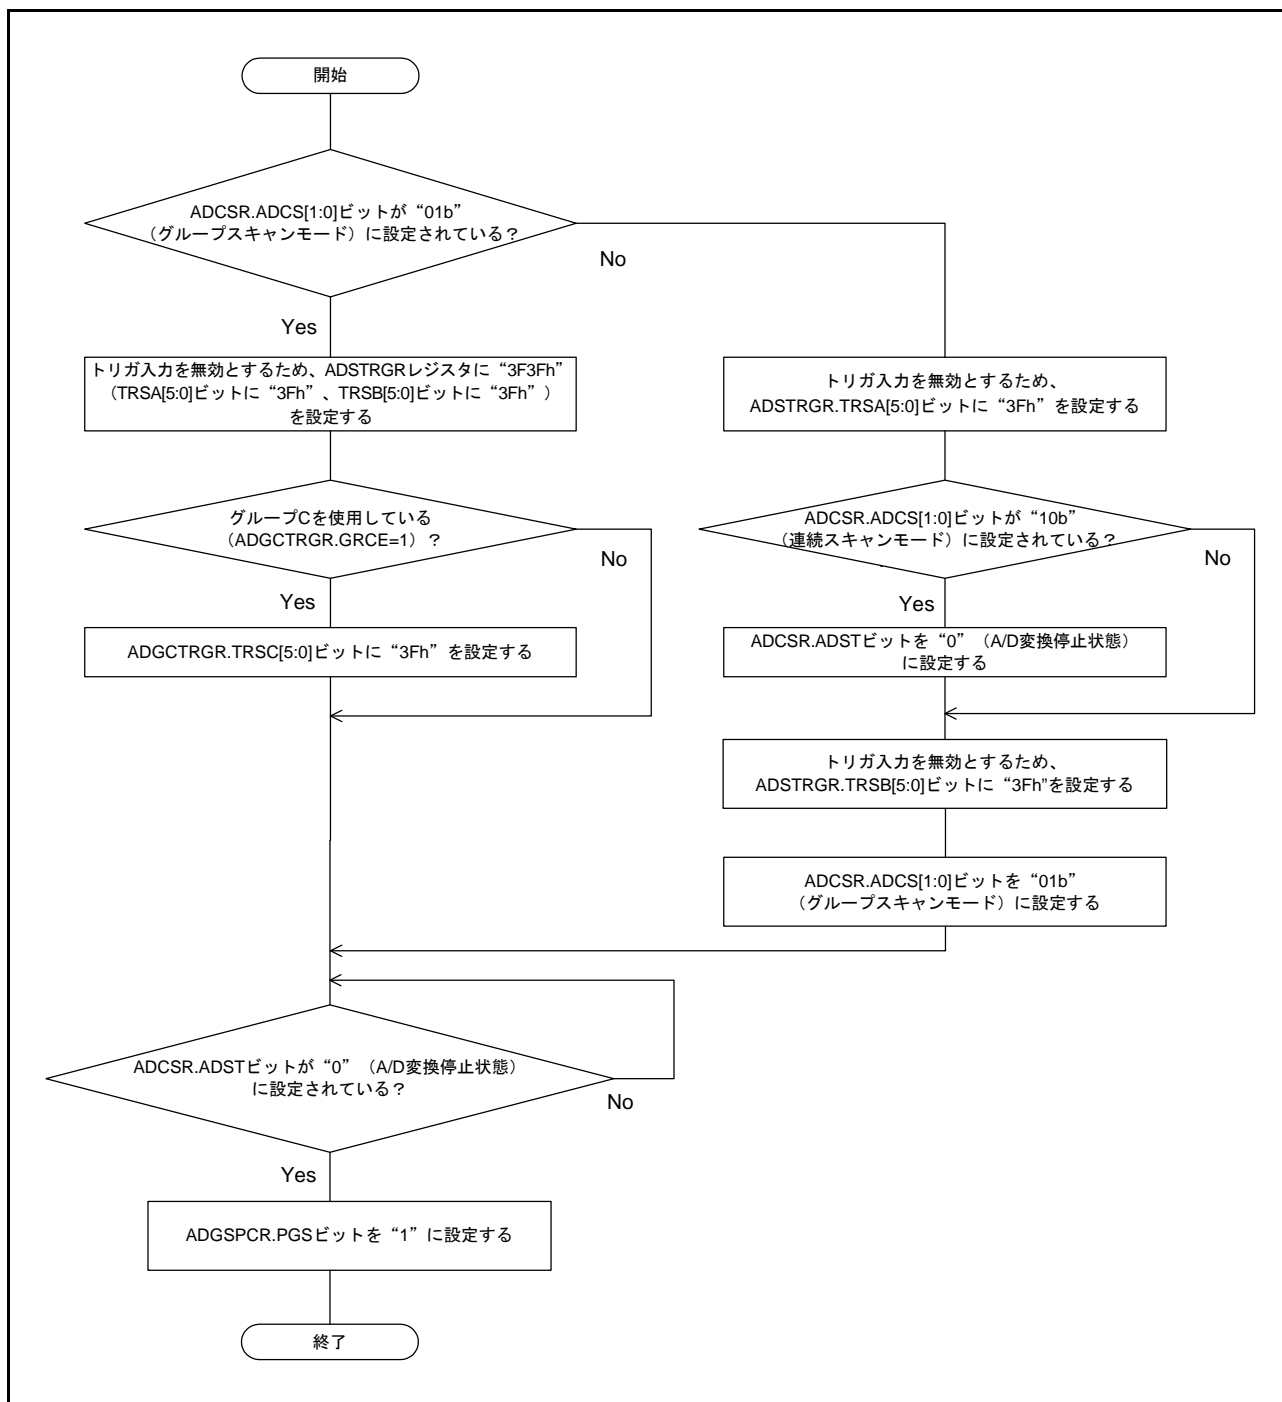 開始
ADCSR.ADCS[1:0]ビットが“01b”
（グループスキャンモード）に設定されている？
No
Yes
トリガ入力を無効とするため、ADSTRGRレジスタに“3F3Fh”
（TRSA[5:0]ビットに“3Fh”、TRSB[5:0]ビットに“3Fh”）
を設定する
トリガ入力を無効とするため、
ADSTRGR.TRSA[5:0]ビットに“3Fh”を設定する
グループCを使用している
（ADGCTRGR.GRCE=1）？
No
Yes
ADCSR.ADCS[1:0]ビットが“10b”
（連続スキャンモード）に設定されている？
No
Yes
ADGCTRGR.TRSC[5:0]ビットに“3Fh”を設定する
ADCSR.ADSTビットを“0”（A/D変換停止状態）
に設定する
トリガ入力を無効とするため、
ADSTRGR.TRSB[5:0]ビットに“3Fh”を設定する
ADCSR.ADCS[1:0]ビットを“01b”
（グループスキャンモード）に設定する
ADCSR.ADSTビットが“0”（A/D変換停止状態）
に設定されている？
No
Yes
ADGSPCR.PGSビットを“1”に設定する
終了